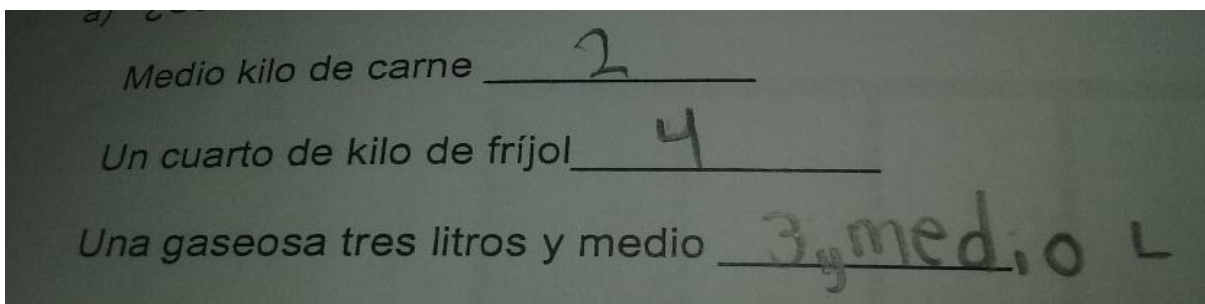 a) ¿
Medio kilo de carne 2
Un cuarto de kilo de fríjol 4
Una gaseosa tres litros y medio 3 y medio L